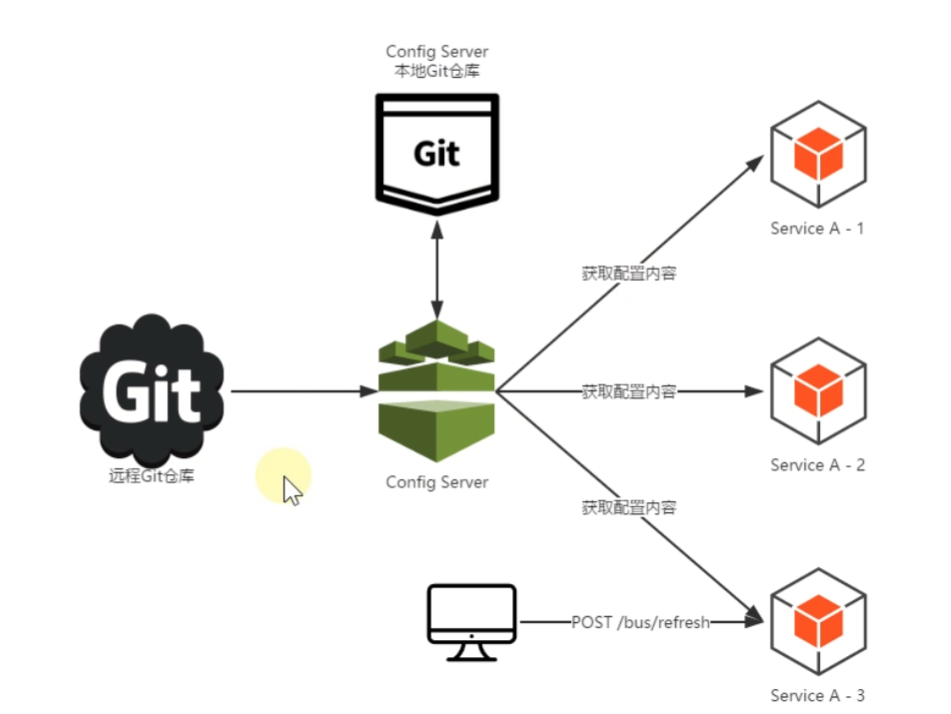 Config Server
本地Git仓库
Git
Service A - 1
获取配置内容
Git
获取配置内容
远程Git仓库
Config Server
Service A - 2
获取配置内容
POST /bus/refresh
Service A - 3